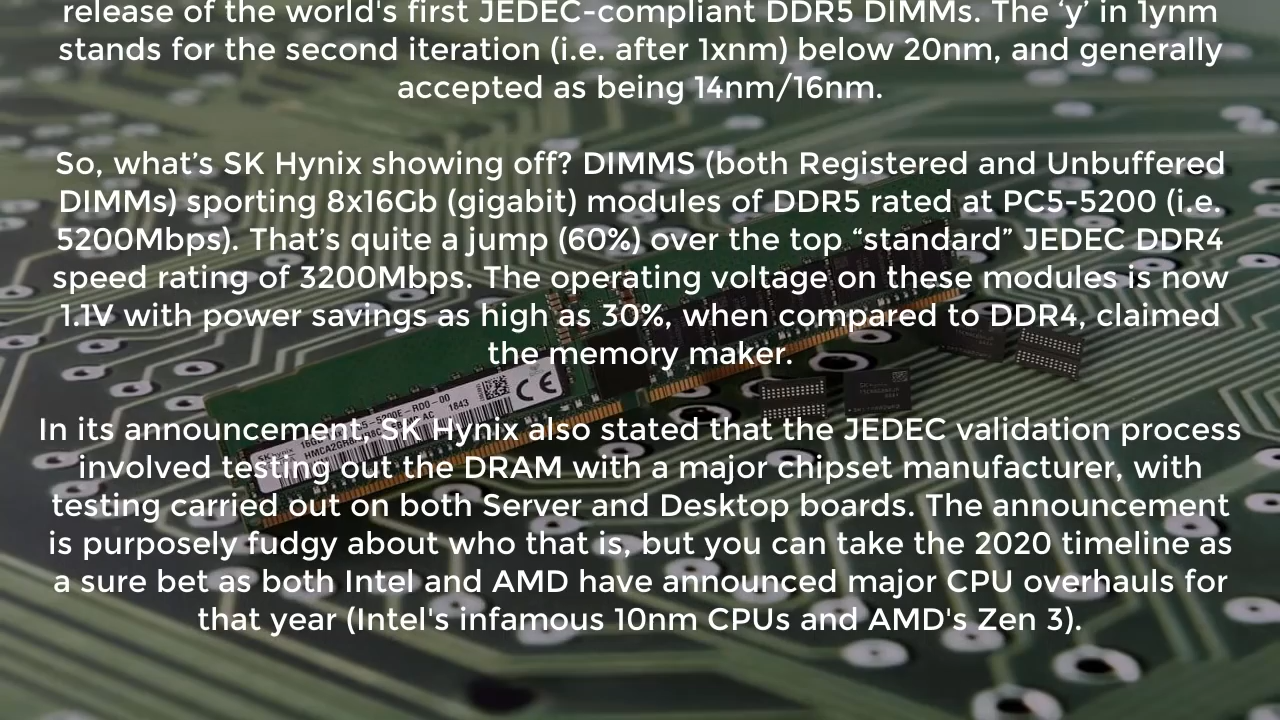 release of the world's first JEDEC-compliant DDR5 DIMMs. The ‘y’ in 1ynm
stands for the second iteration (i.e. after 1xnm) below 20nm, and generally
accepted as being 14nm/16nm.
So, what’s SK Hynix showing off? DIMMS (both Registered and Unbuffered
DIMMs) sporting 8x16Gb (gigabit) modules of DDR5 rated at PC5-5200 (i.e.
5200Mbps). That’s quite a jump (60%) over the top “standard” JEDEC DDR4
speed rating of 3200Mbps. The operating voltage on these modules is now
1.1V with power savings as high as 30%, when compared to DDR4, claimed
the memory maker.
In its announcement, SK Hynix also stated that the JEDEC validation process
involved testing out the DRAM with a major chipset manufacturer, with
testing carried out on both Server and Desktop boards. The announcement
is purposely fudgy about who that is, but you can take the 2020 timeline as
a sure bet as both Intel and AMD have announced major CPU overhauls for
that year (Intel's infamous 10nm CPUs and AMD's Zen 3).
1843
CE